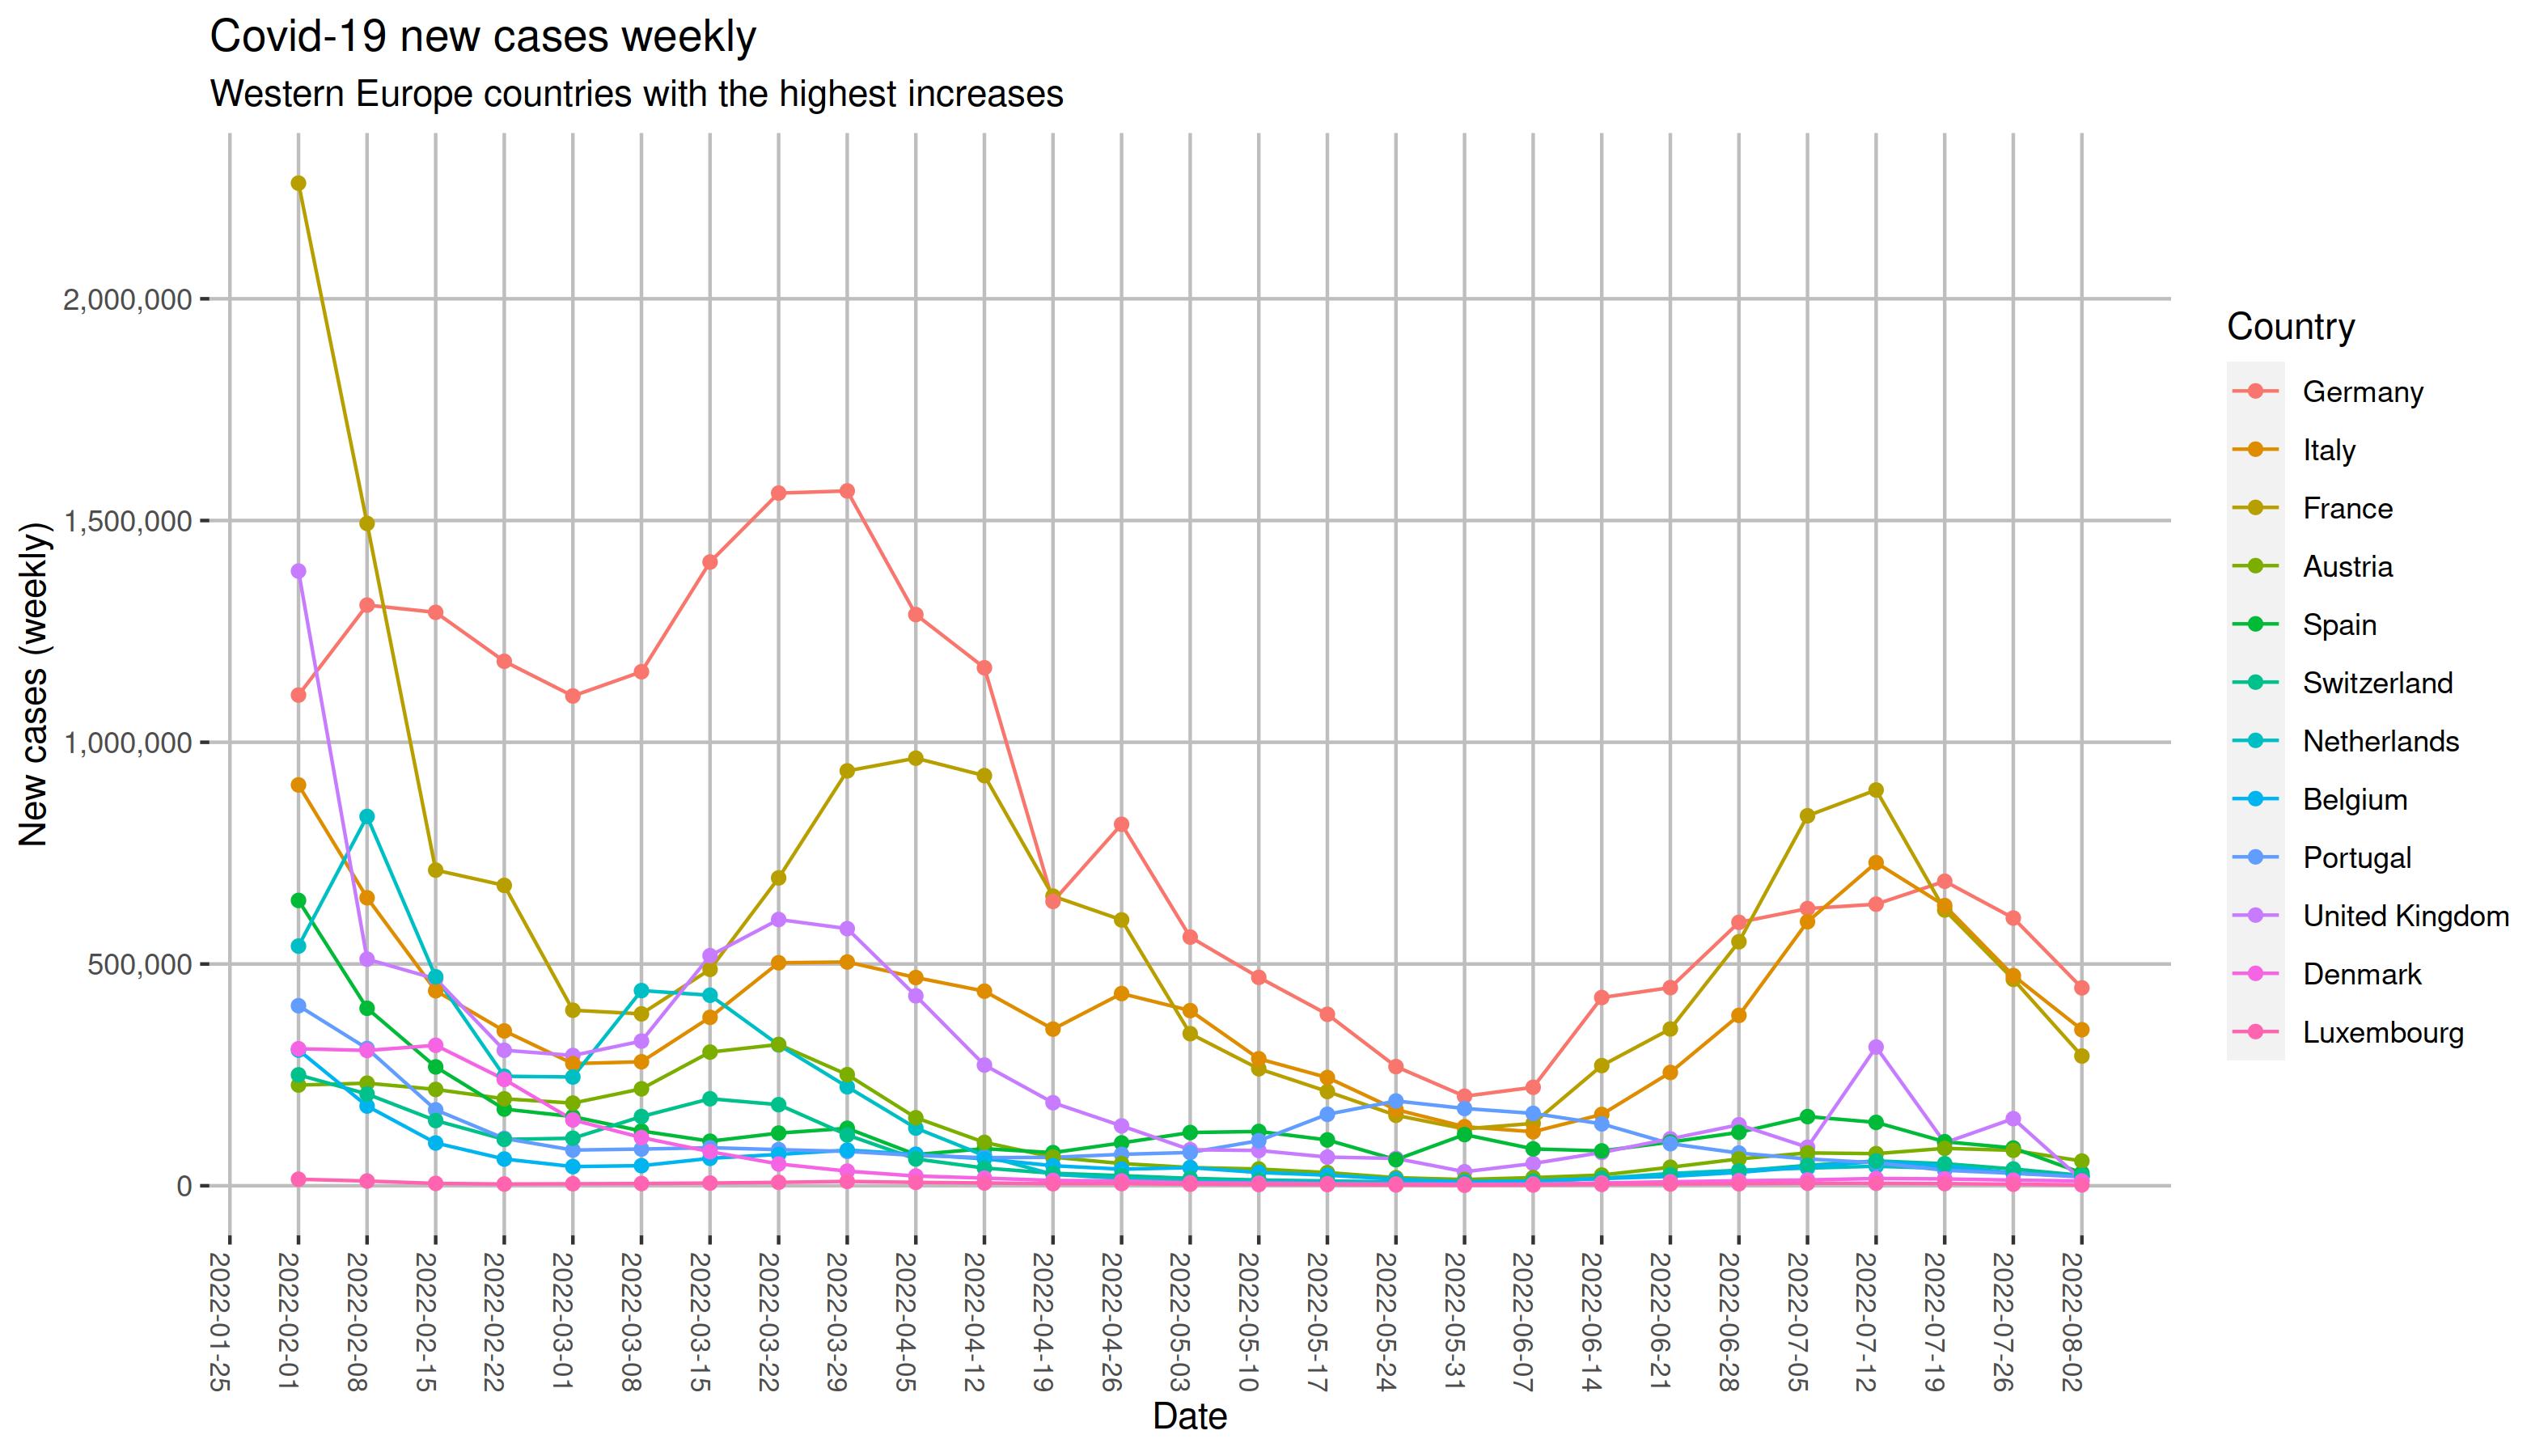 Covid-19 new cases weekly
Western Europe countries with the highest increases
New cases (weekly)
2,000,000
1,500,000
1,000,000
500,000
0
2022-01-25
2022-02-01
2022-02-08
2022-02-15
2022-02-22
2022-03-01
2022-03-08
2022-03-15
2022-03-22
2022-03-29
2022-04-05
2022-04-12
2022-04-19
2022-04-26
2022-05-03
2022-05-10
2022-05-17
2022-05-24
2022-05-31
2022-06-07
2022-06-14
2022-06-21
2022-06-28
2022-07-05
2022-07-12
2022-07-19
2022-07-26
2022-08-02
Date
Country
Germany
Italy
France
Austria
Spain
Switzerland
Netherlands
Belgium
Portugal
United Kingdom
Denmark
Luxembourg